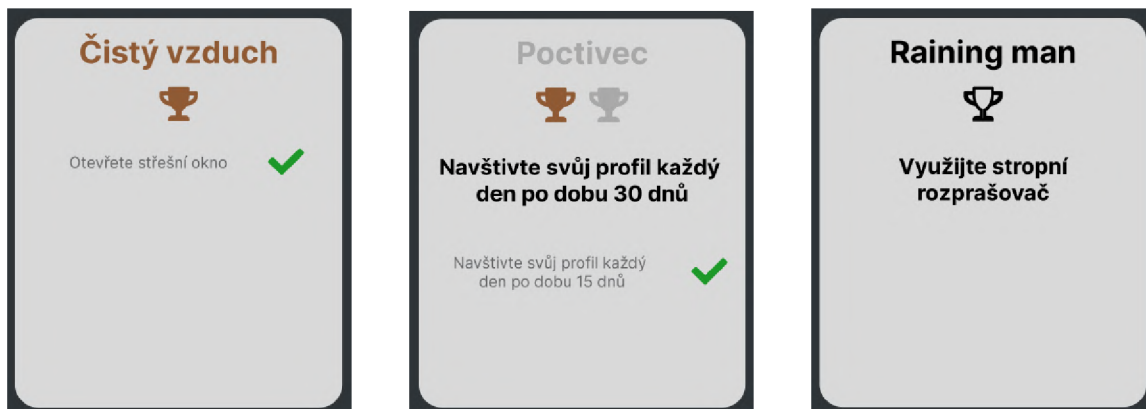 Čistý vzduch
Otevřete střešní okno
Poctivec
Navštivte svůj profil každý
den po dobu 30 dnů
Navštivte svůj profil každý
den po dobu 15 dnů
Raining man
Využijte stropní
rozprašovač